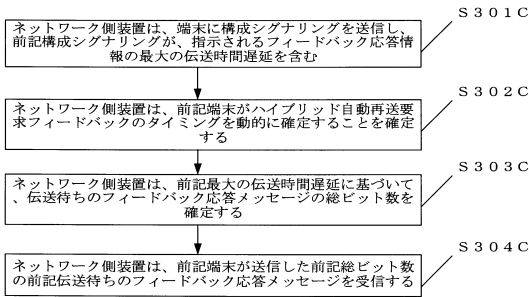 ネットワーク側装置は、端末に構成シグナリングを送信し、
前記構成シグナリングが、指示されるフィードバック応答情
報の最大の伝送時間遅延を含む
S301C
ネットワーク側装置は、前記端末がハイブリッド自動再送要
求フィードバックのタイミングを動的に確定することを確定
する
S302C
ネットワーク側装置は、前記最大の伝送時間遅延に基づいて
、伝送待ちのフィードバック応答メッセージの総ビット数を
確定する
S303C
ネットワーク側装置は、前記端末が送信した前記総ビット数
の前記伝送待ちのフィードバック応答メッセージを受信する
S304C